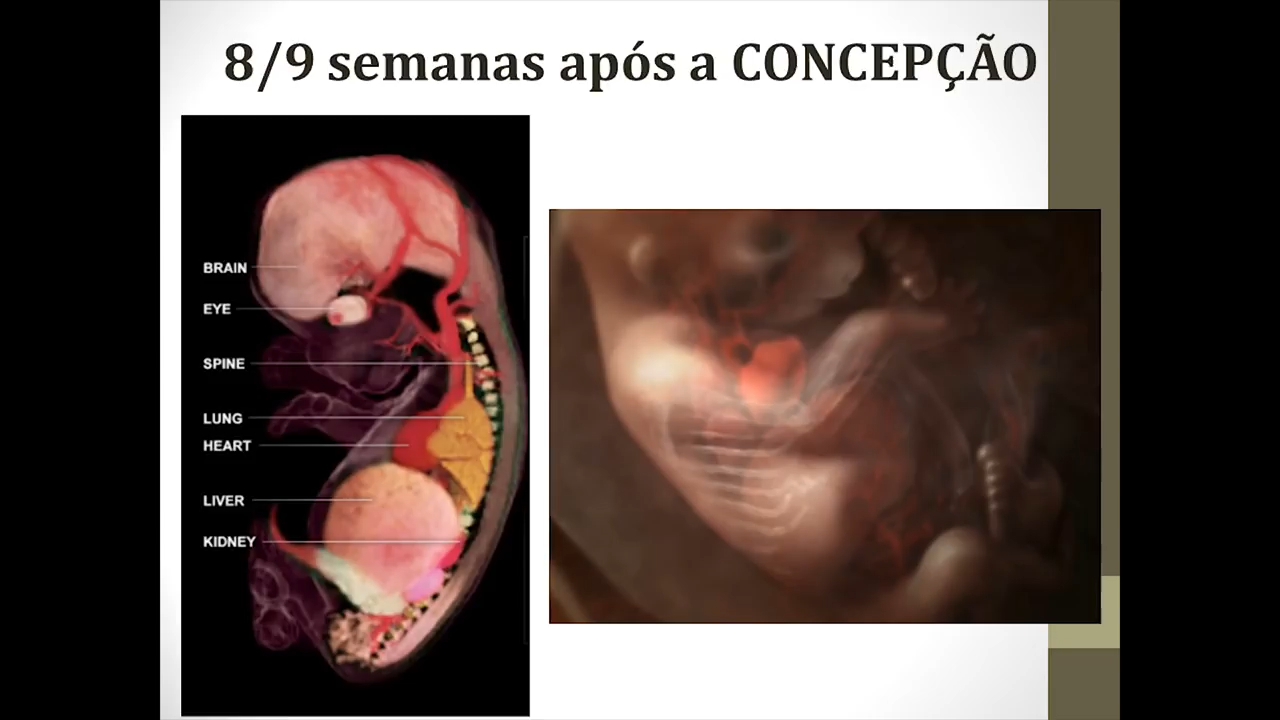 8/9 semanas após a CONCEPÇÃO
BRAIN
EYE
SPINE
LUNG
HEART
LIVER
KIDNEY